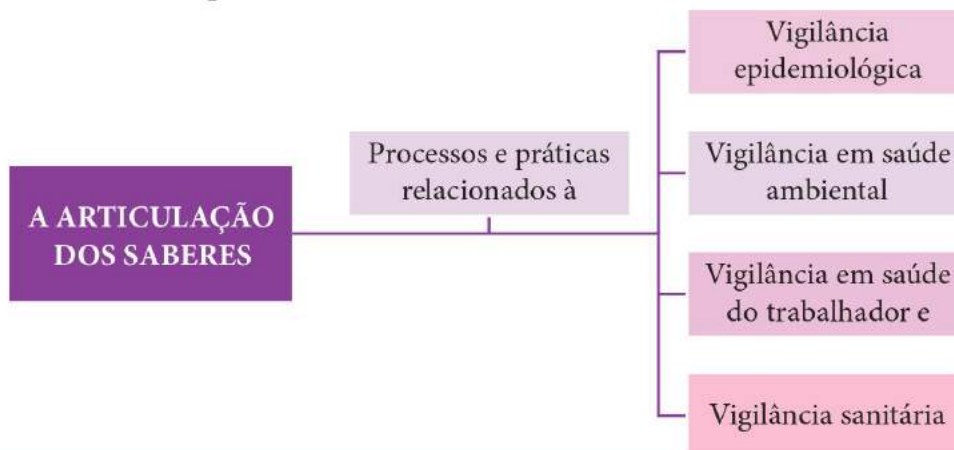 A ARTICULAÇÃO
DOS SABERES
Processos e práticas
relacionados à
Vigilância
epidemiológica
Vigilância em saúde
ambiental
Vigilância em saúde
do trabalhador e
Vigilância sanitária